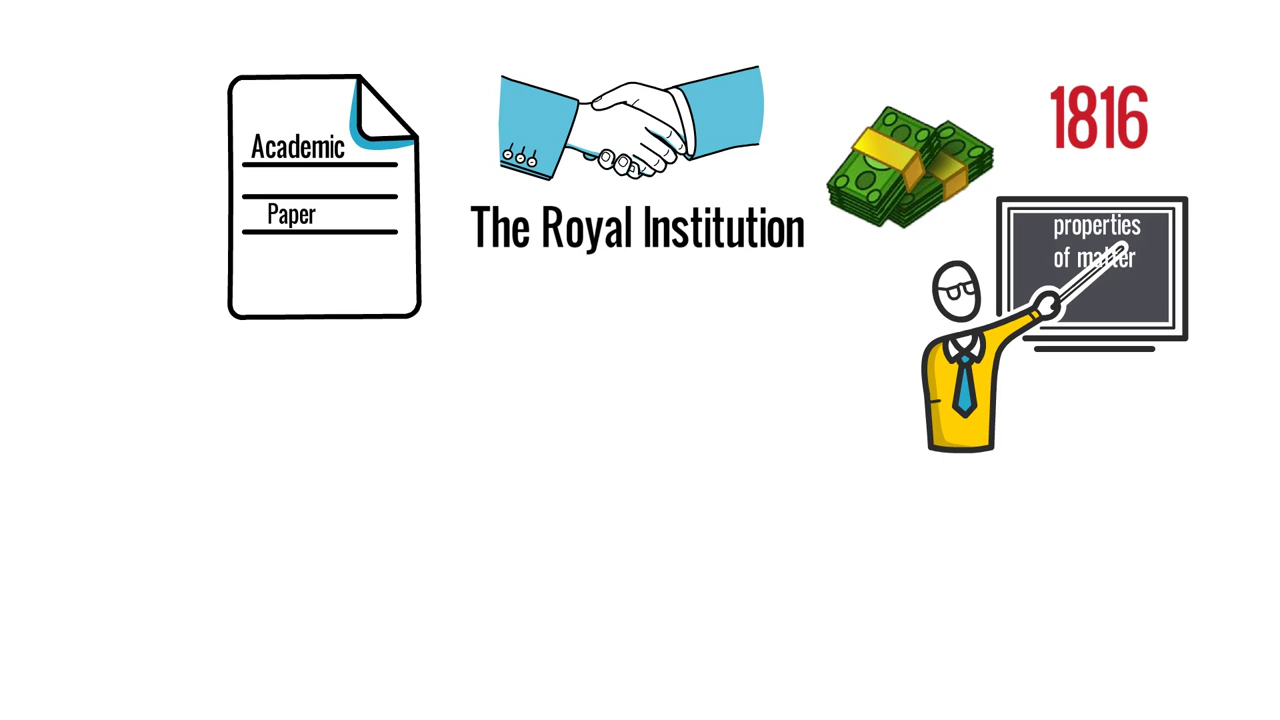 Academic
Paper
The Royal Institution
1816
properties
of matter